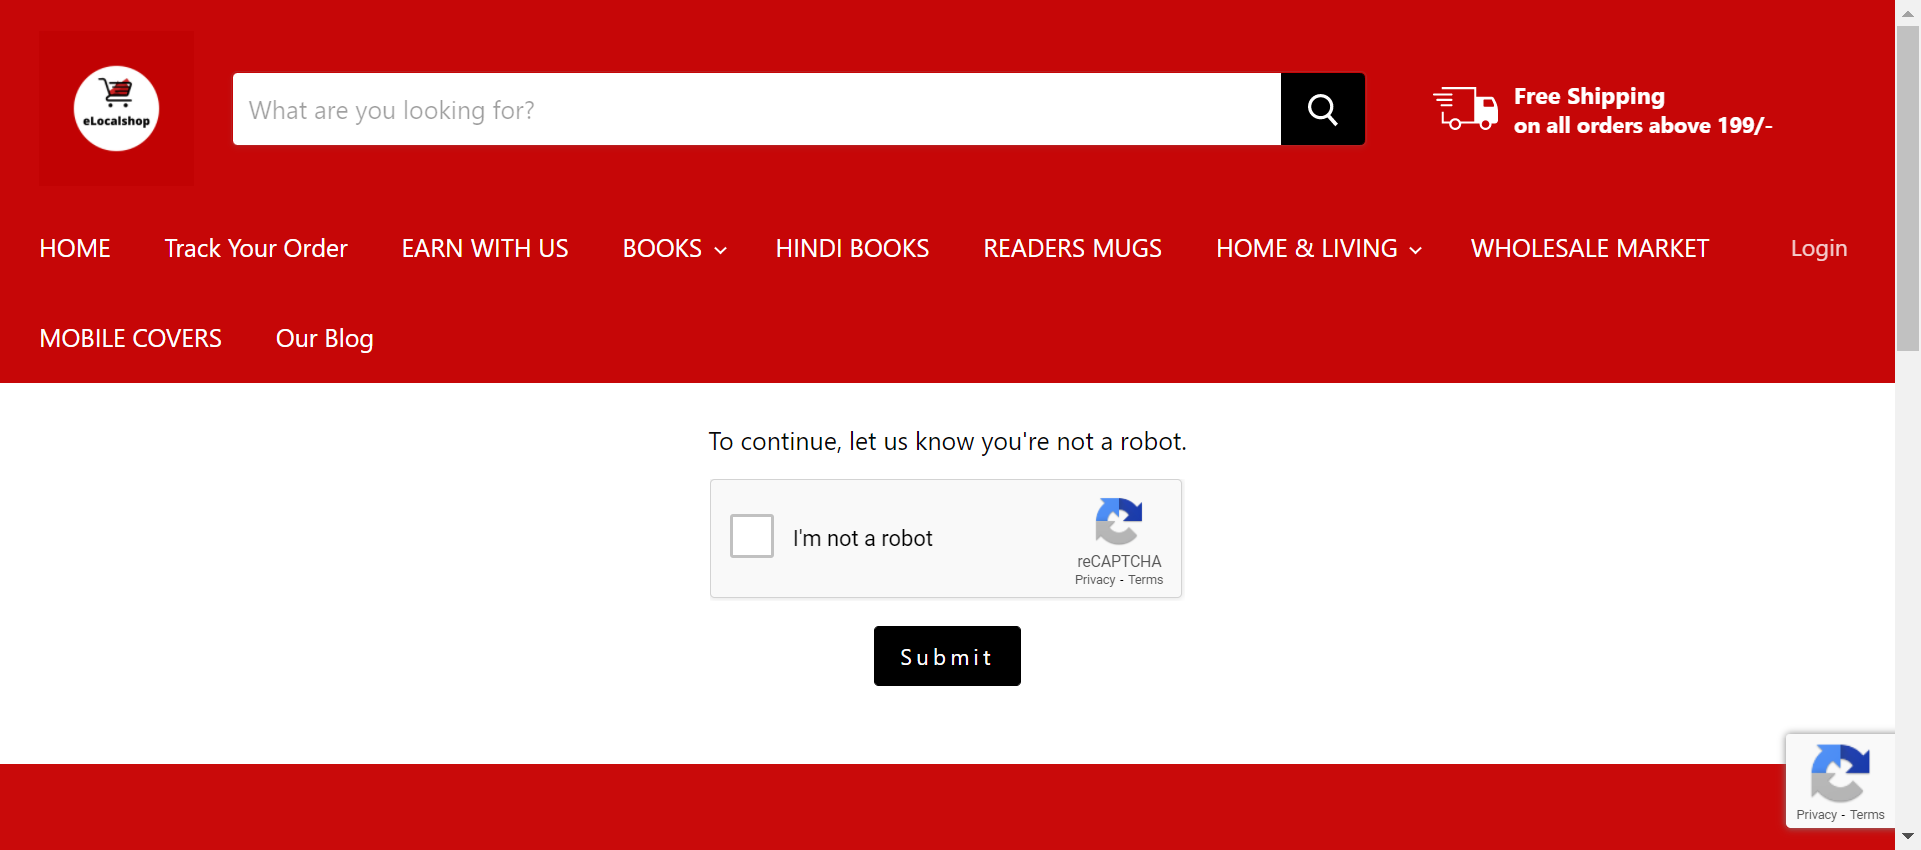 eLocalshop
What are you looking for?
Free Shipping
on all orders above 199/-
HOME Track Your Order EARN WITH US BOOKS HINDI BOOKS READERS MUGS HOME & LIVING WHOLESALE MARKET Login
MOBILE COVERS Our Blog
To continue, let us know you're not a robot.
I'm not a robot
reCAPTCHA
Privacy - Terms
Submit
Privacy - Terms